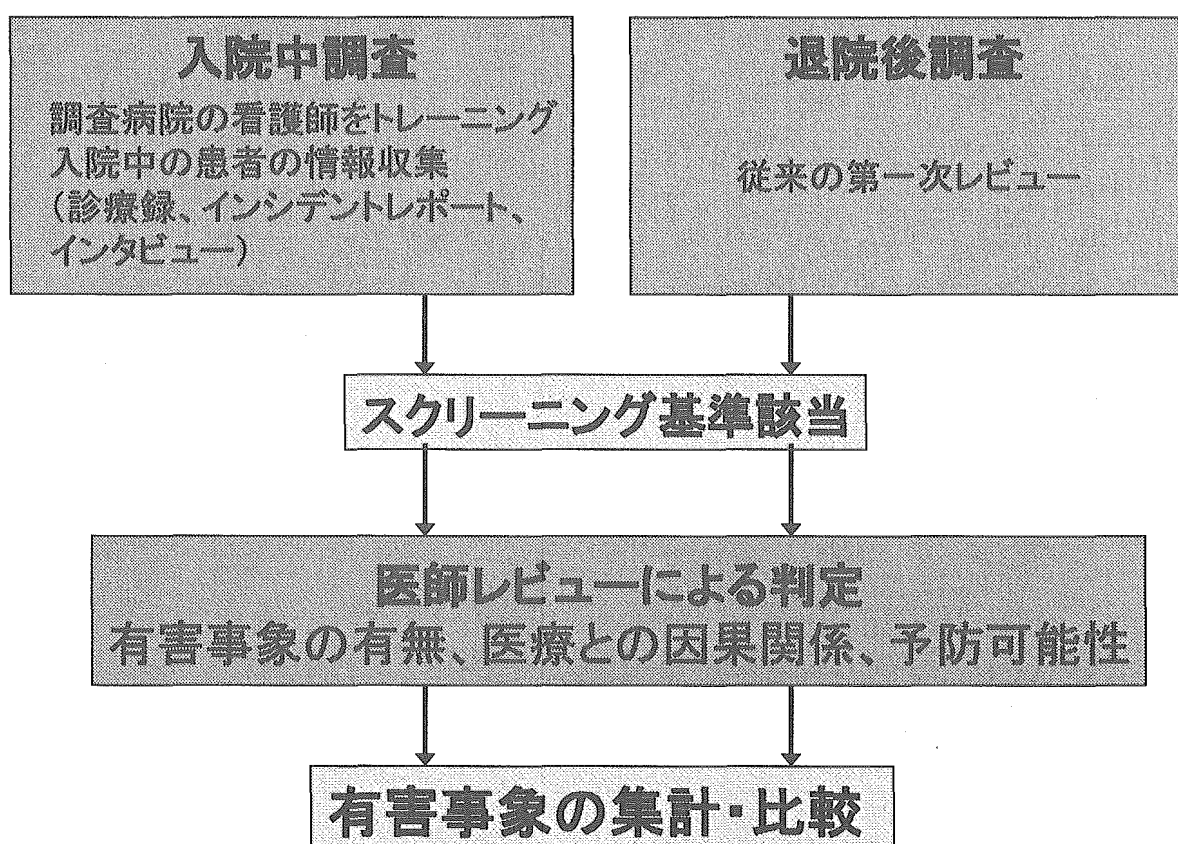 入院中調査
調査病院の看護師をトレーニング
入院中の患者の情報収集
(診療録、インシデントレポート、
インタビュー)
退院後調査
従来の第一次レビュー
スクリーニング基準該当
医師レビューによる判定
有害事象の有無、医療との因果関係、予防可能性
有害事象の集計・比較